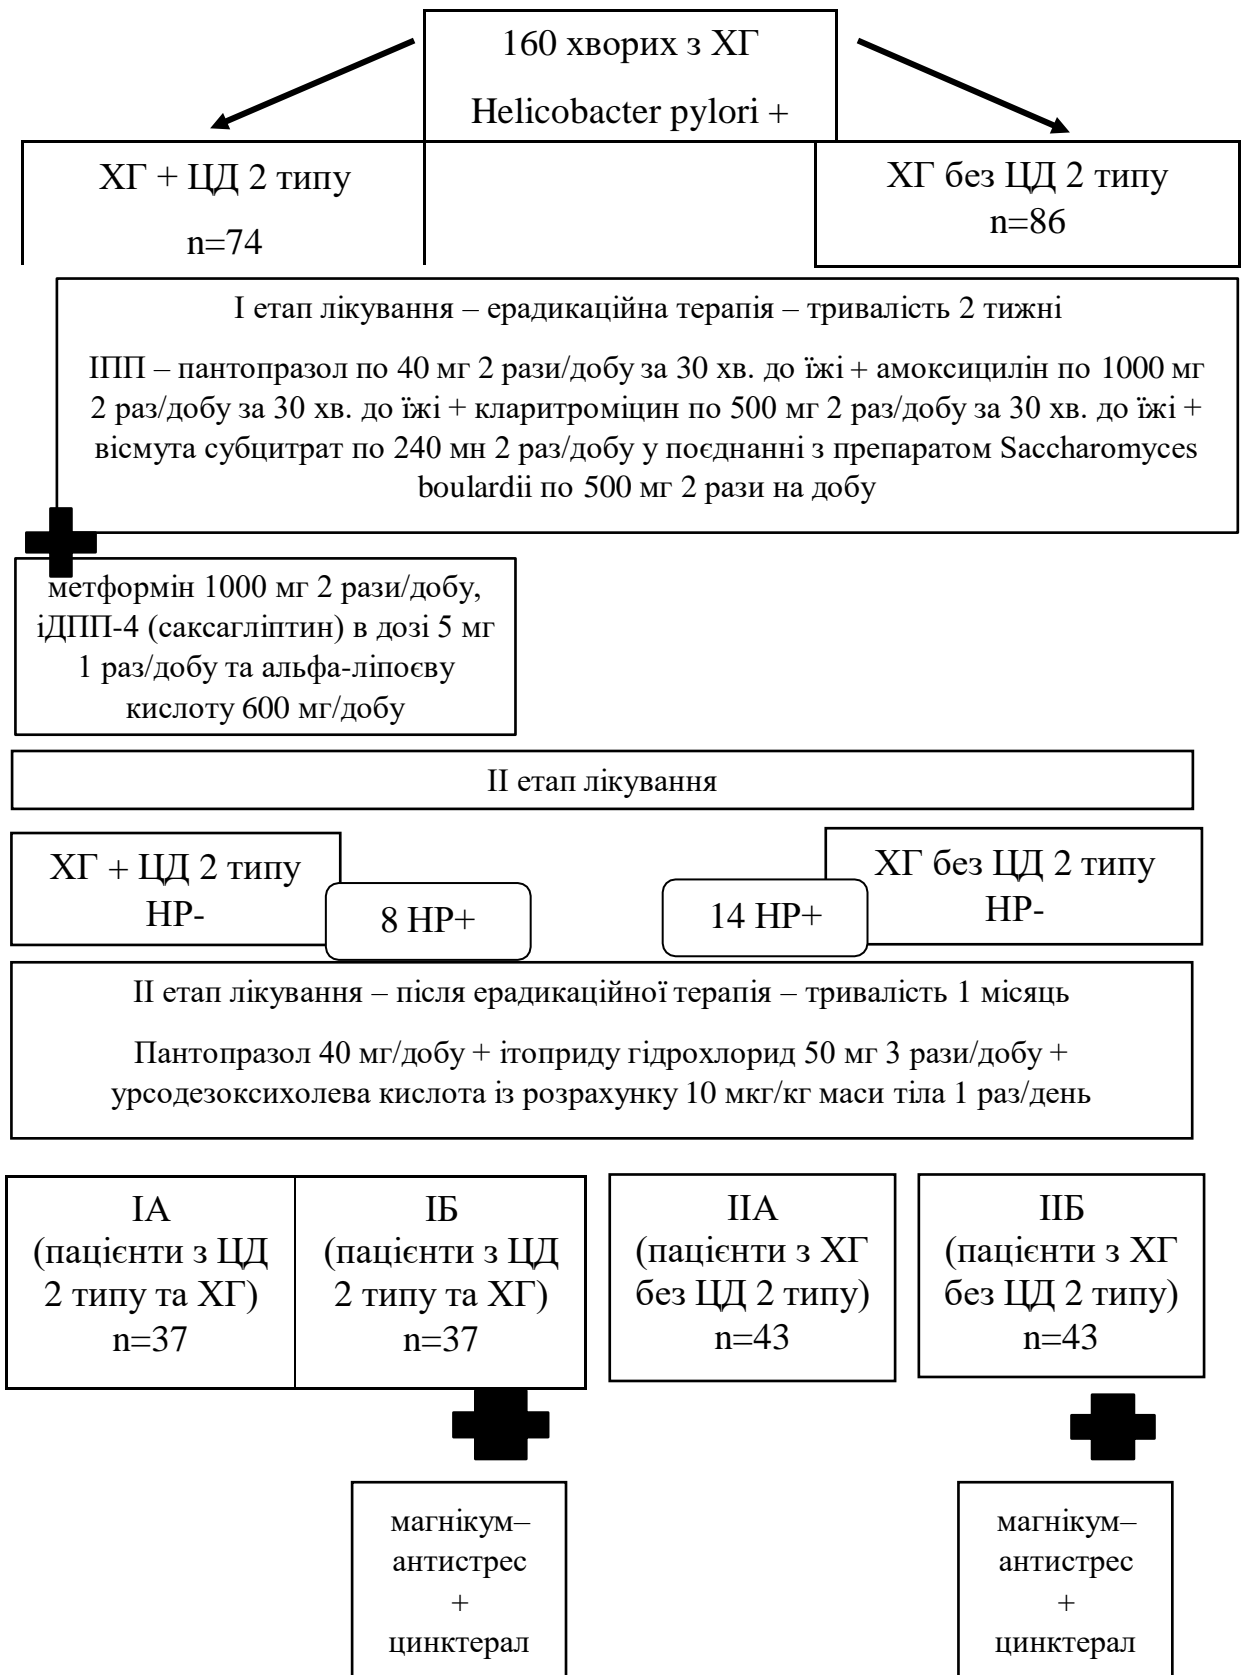 160 хворих з ХГ
Helicobacter pylori +
ХГ + ЦД 2 типу
n=74
ХГ без ЦД 2 типу
n=86
І етап лікування – ерадикаційна терапія – тривалість 2 тижні
ІПП – пантопразол по 40 мг 2 рази/добу за 30 хв. до їжі + амоксицилін по 1000 мг
2 раз/добу за 30 хв. до їжі + кларитроміцин по 500 мг 2 раз/добу за 30 хв. до їжі +
вісмута субцитрат по 240 мн 2 раз/добу у поєднанні з препаратом Saccharomyces
boulardii по 500 мг 2 рази на добу
метформін 1000 мг 2 рази/добу,
іДПП-4 (саксагліптин) в дозі 5 мг
1 раз/добу та альфа-ліпоєву
кислоту 600 мг/добу
ІІ етап лікування
ХГ + ЦД 2 типу
НР-
8 НР+
14 НР+
ХГ без ЦД 2 типу
НР-
ІІ етап лікування – після ерадикаційної терапія – тривалість 1 місяць
Пантопразол 40 мг/добу + ітоприду гідрохлорид 50 мг 3 рази/добу +
урсодезоксихолева кислота із розрахунку 10 мкг/кг маси тіла 1 раз/день
ІА
(пацієнти з ЦД
2 типу та ХГ)
n=37
ІБ
(пацієнти з ЦД
2 типу та ХГ)
n=37
ІІА
(пацієнти з ХГ
без ЦД 2 типу)
n=43
ІІБ
(пацієнти з ХГ
без ЦД 2 типу)
n=43
магнікум–
антистрес
+
цинктерал
магнікум–
антистрес
+
цинктерал